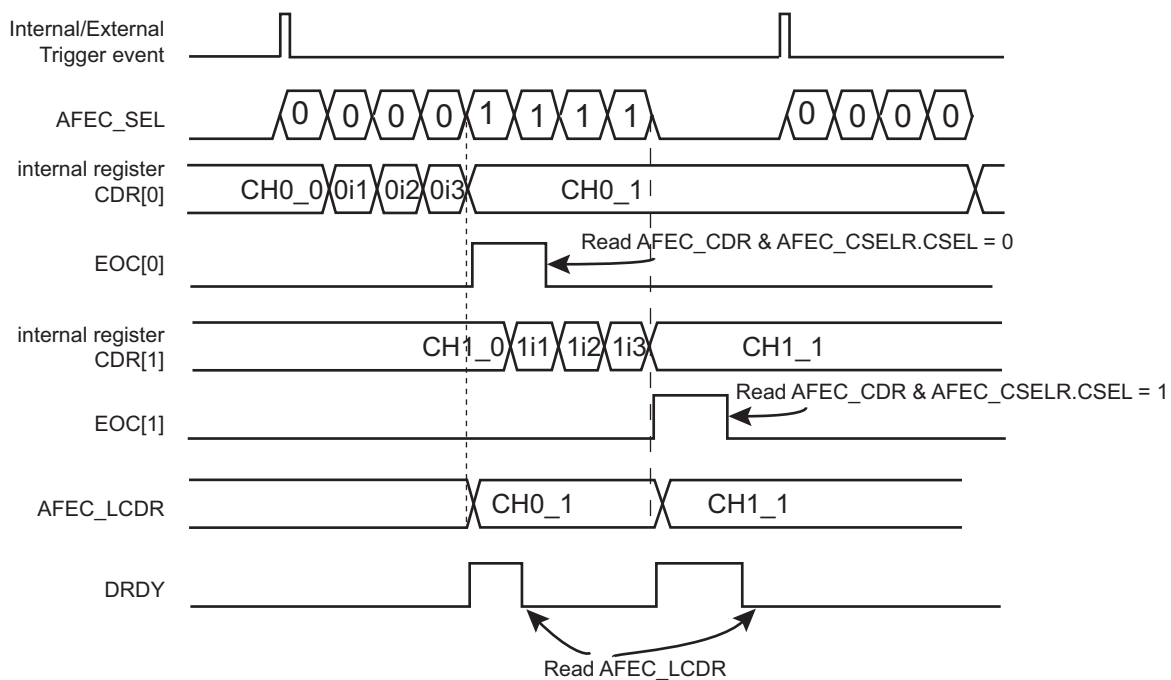 Internal/External
Trigger event
AFEC_SEL
0 0 0 0 1 1 1 1 0 0 0 0
internal register
CDR[0]
CH0_0 0i1 0i2 0i3 CH0_1
Read AFEC_CDR & AFEC_CSELR.CSEL = 0
EOC[0]
internal register
CDR[1]
CH1_0 1i1 1i2 1i3 CH1_1
Read AFEC_CDR & AFEC_CSELR.CSEL = 1
EOC[1]
AFEC_LCDR
CH0_1 CH1_1
DRDY
Read AFEC_LCDR